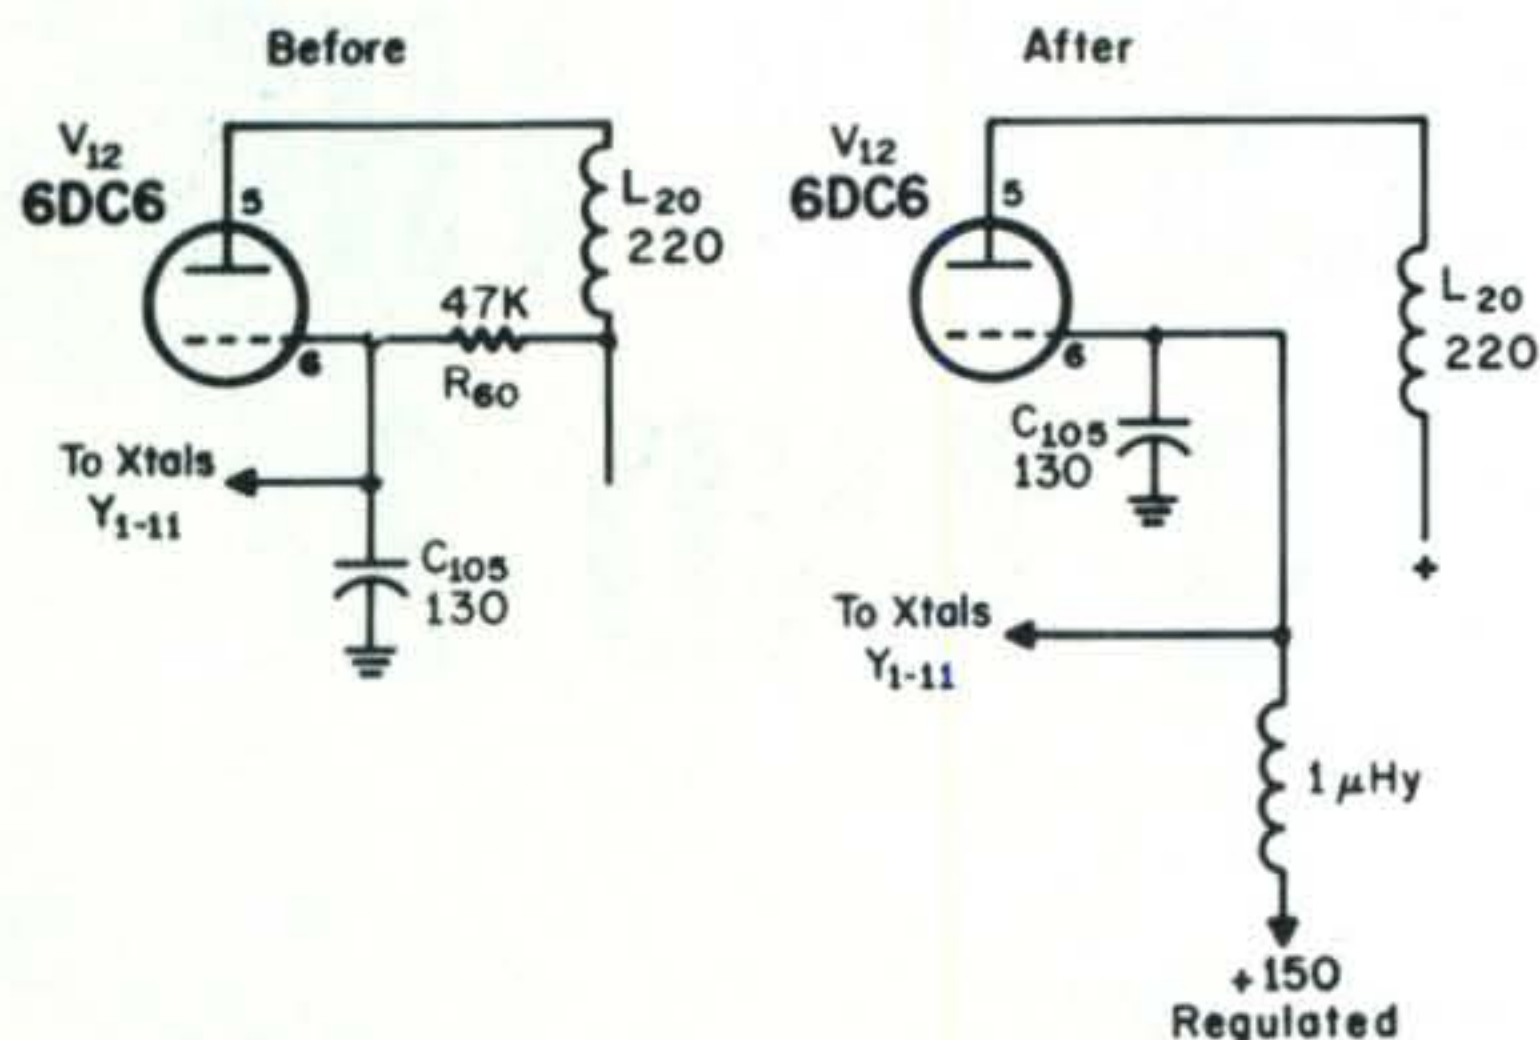 Before
V12
6DC6
5
L20
220
47K
6
R60
To Xtals
Y1-11
C105
130
After
V12
6DC6
5
L20
220
6
C105
130
+
To Xtals
Y1-11
1 μHy
+150
Regulated